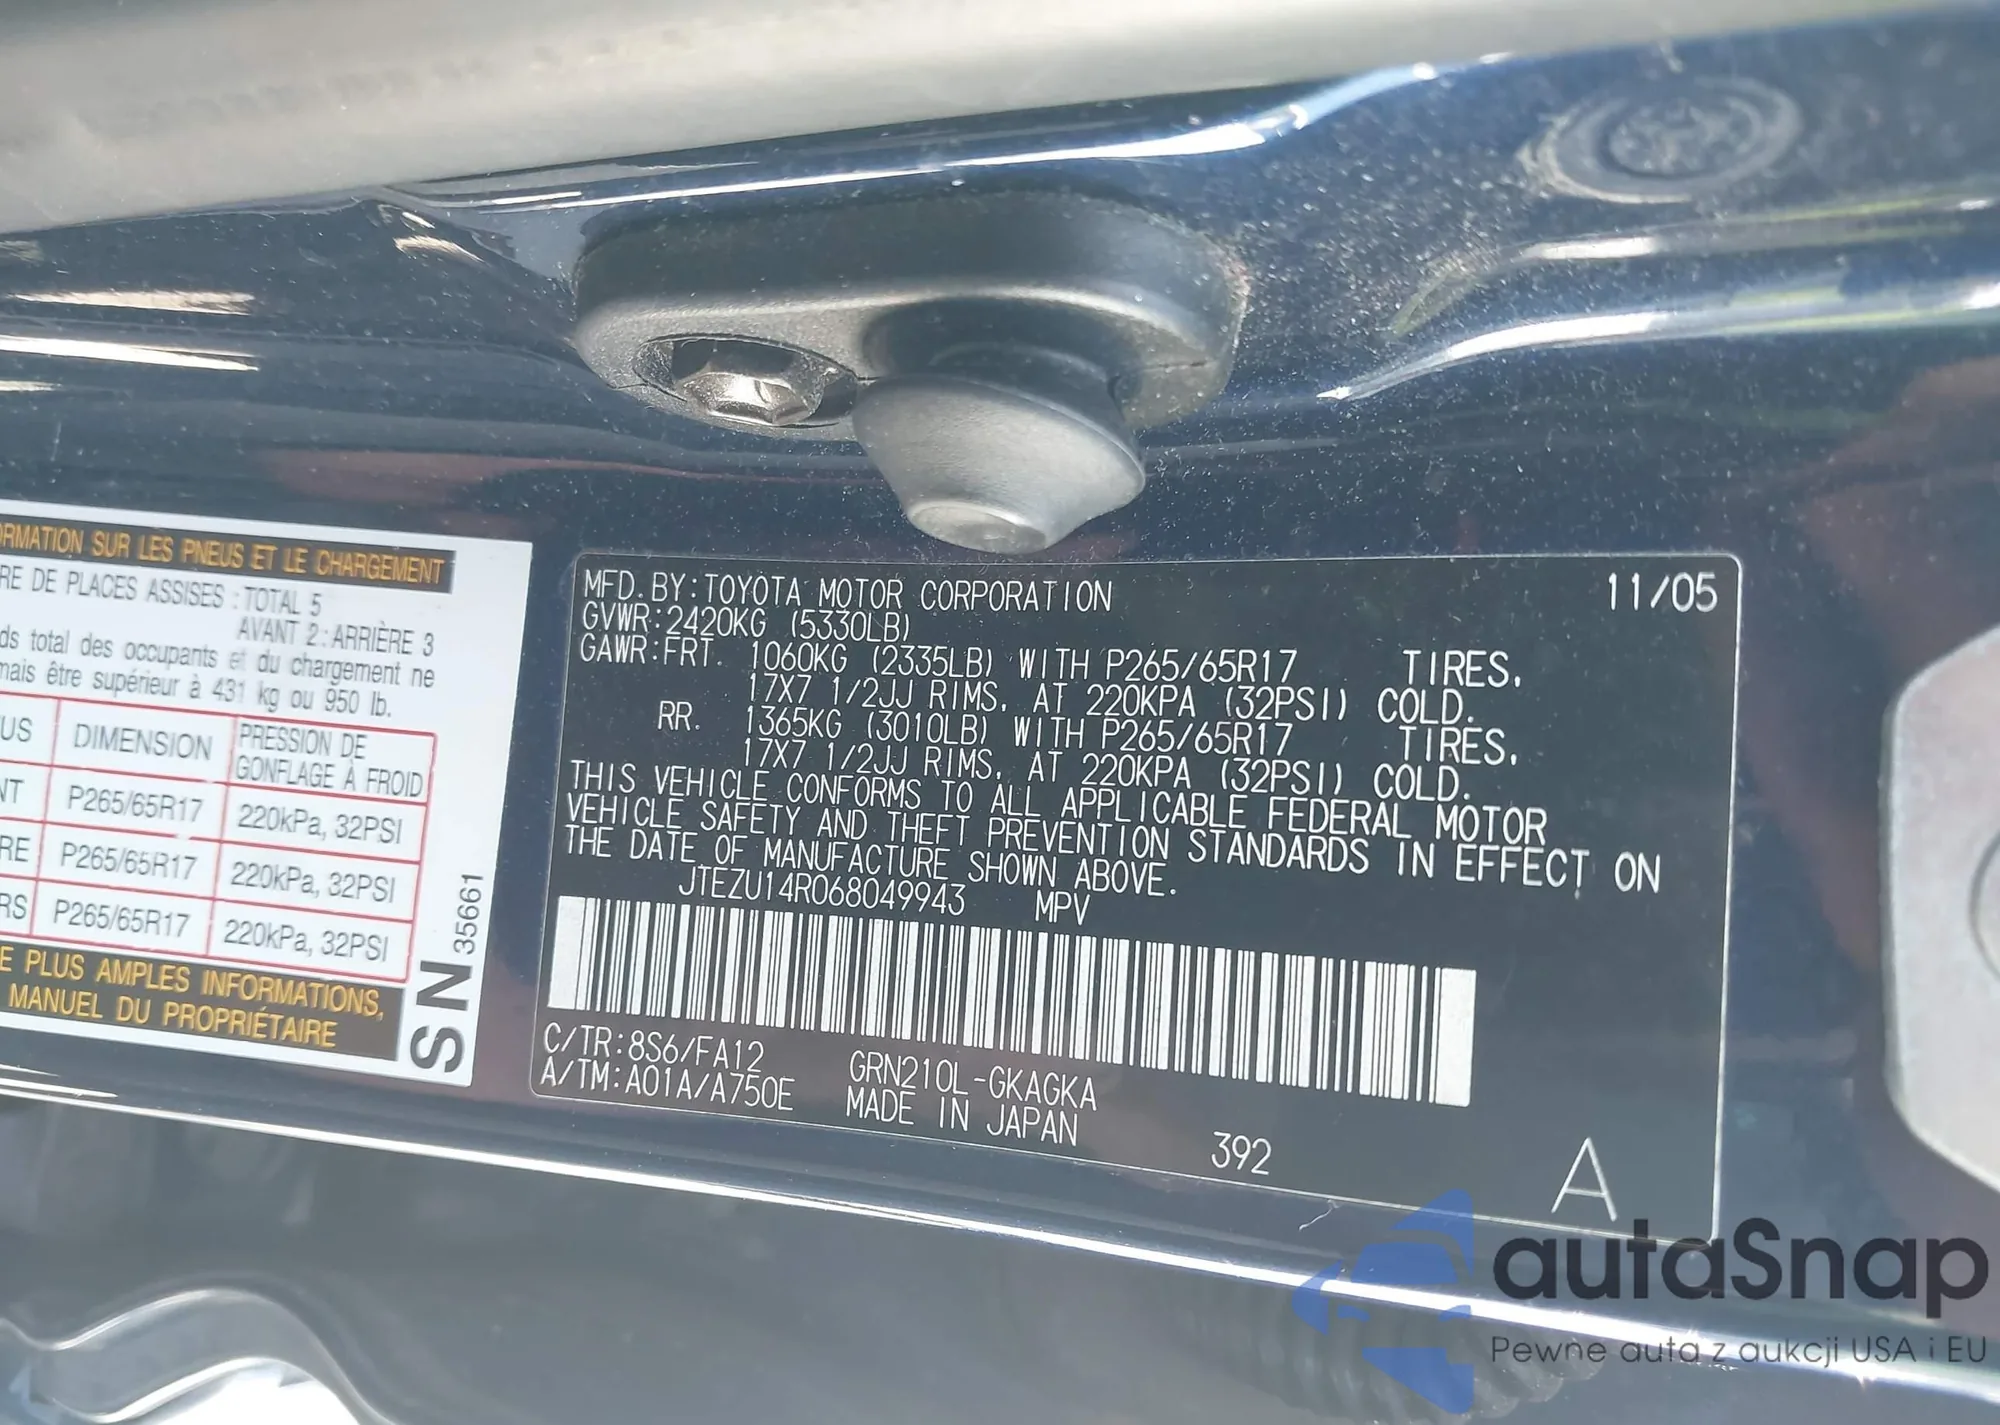 ORMATION SUR LES PNEUS ET LE CHARGEMENT
RE DE PLACES ASSISES : TOTAL 5
AVANT 2 : ARRIÈRE 3
ds total des occupants et du chargement ne
mais être supérieur à 431 kg ou 950 lb.
US DIMENSION PRESSION DE GONFLAGE À FROID
NT P265/65R17 220kPa, 32PSI
RE P265/65R17 220kPa, 32PSI
RS P265/65R17 220kPa, 32PSI
E PLUS AMPLES INFORMATIONS,
MANUEL DU PROPRIÉTAIRE
SN 35661
MFD. BY: TOYOTA MOTOR CORPORATION 11/05
GVWR: 2420KG (5330LB)
GAWR: FRT. 1060KG (2335LB) WITH P265/65R17 TIRES,
17X7 1/2JJ RIMS, AT 220KPA (32PSI) COLD.
RR. 1365KG (3010LB) WITH P265/65R17 TIRES,
17X7 1/2JJ RIMS, AT 220KPA (32PSI) COLD.
THIS VEHICLE CONFORMS TO ALL APPLICABLE FEDERAL MOTOR
VEHICLE SAFETY AND THEFT PREVENTION STANDARDS IN EFFECT ON
THE DATE OF MANUFACTURE SHOWN ABOVE.
JTEZU14R068049943 MPV
C/TR: 8S6/FA12 GRN210L-GKAGKA
A/TM: A01A/A750E MADE IN JAPAN
392
A
autaSnap
Pewne auta z aukcji USA i EU